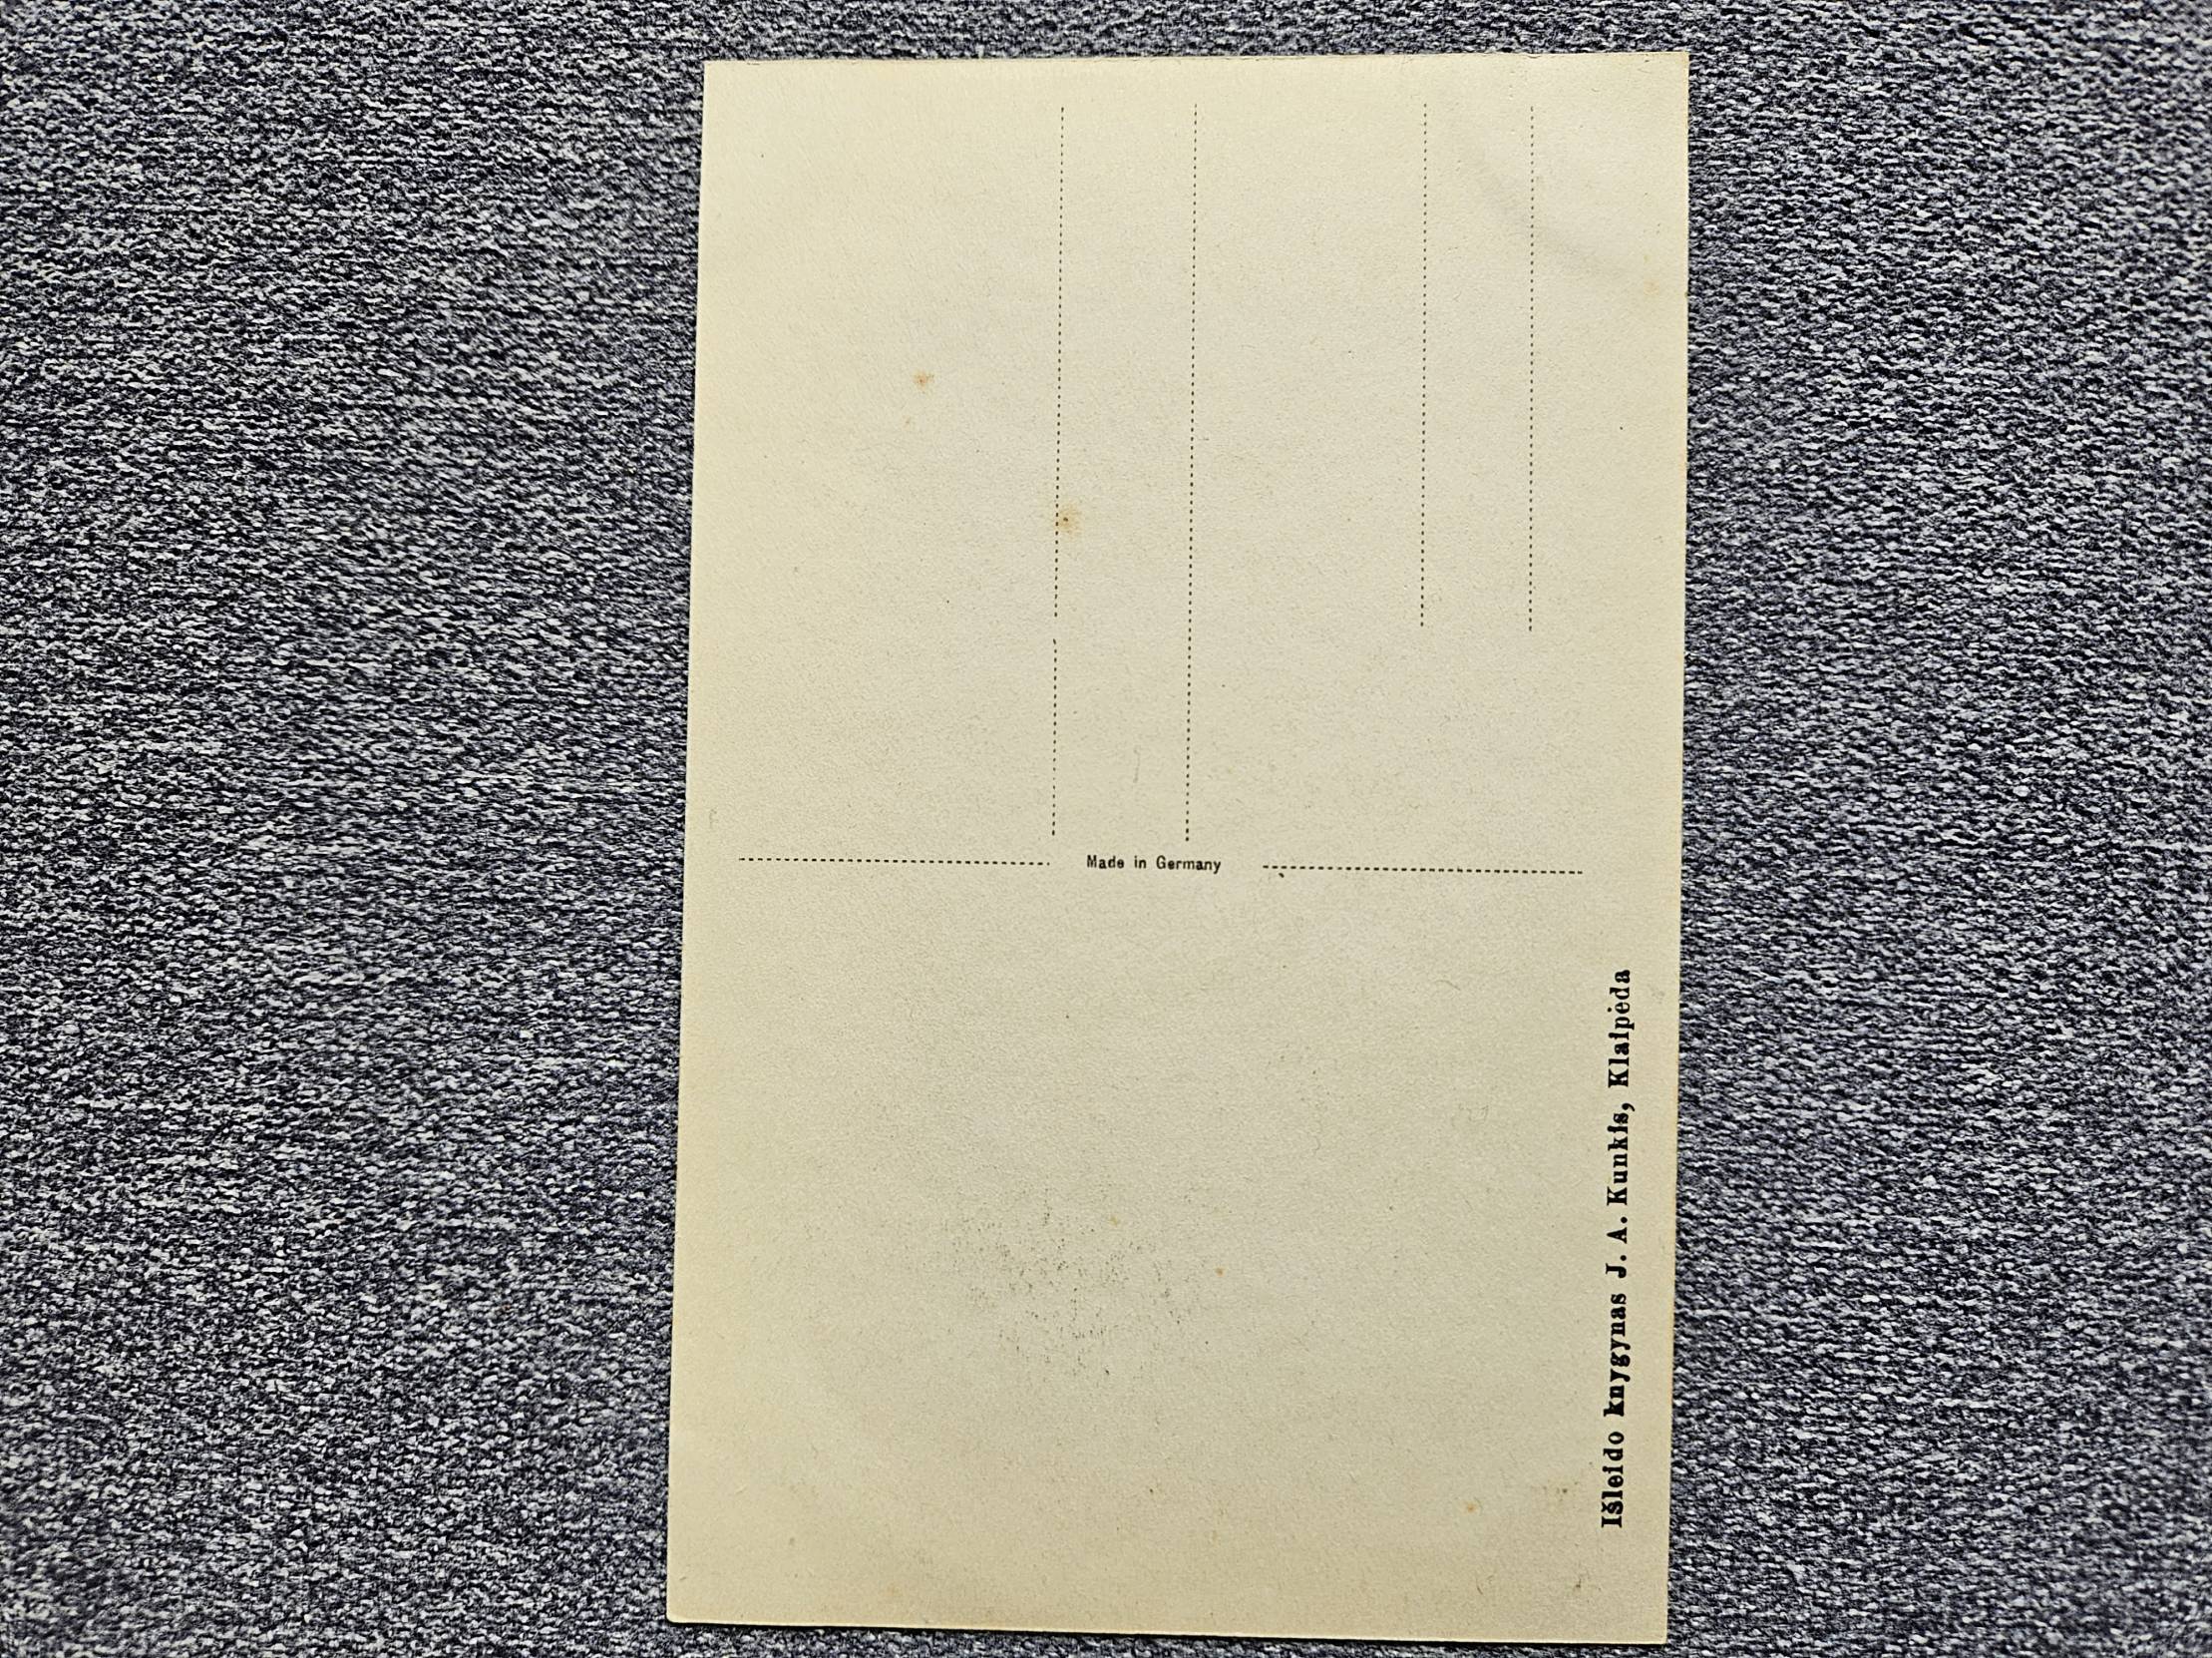 Made in Germany
Išleido knygynas J. A. Kunkis, Klaipėda